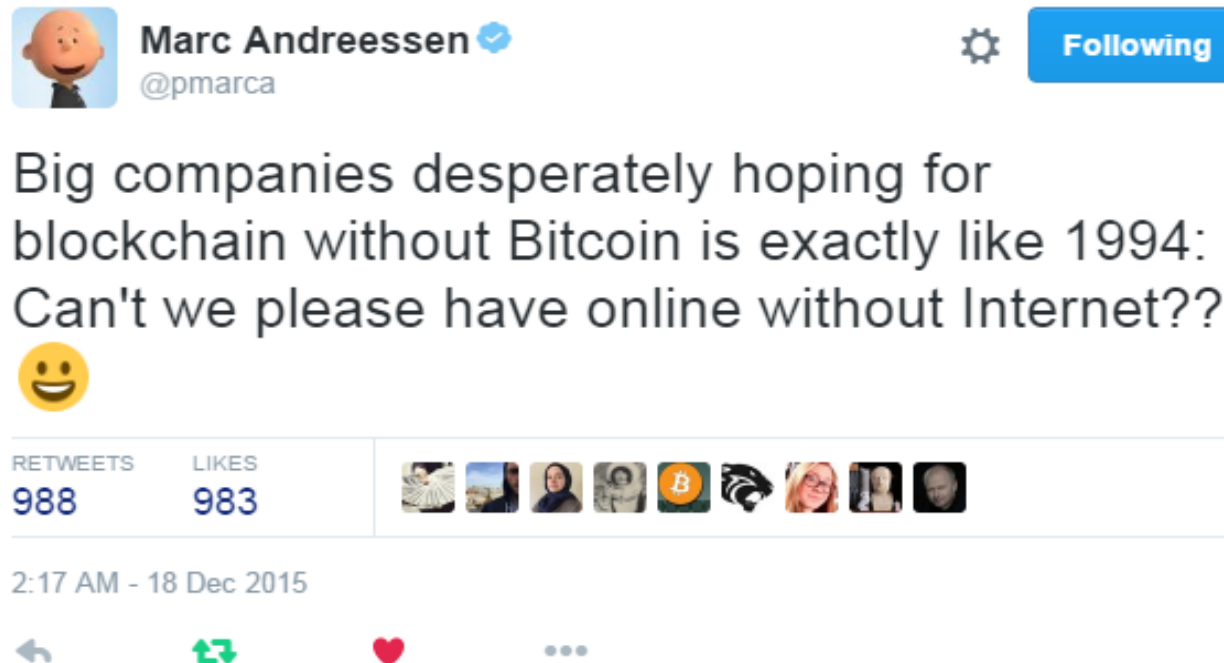 Marc Andreessen
@pmarca
Following
Big companies desperately hoping for
blockchain without Bitcoin is exactly like 1994:
Can't we please have online without Internet??
😀
RETWEETS LIKES
988 983
2:17 AM - 18 Dec 2015